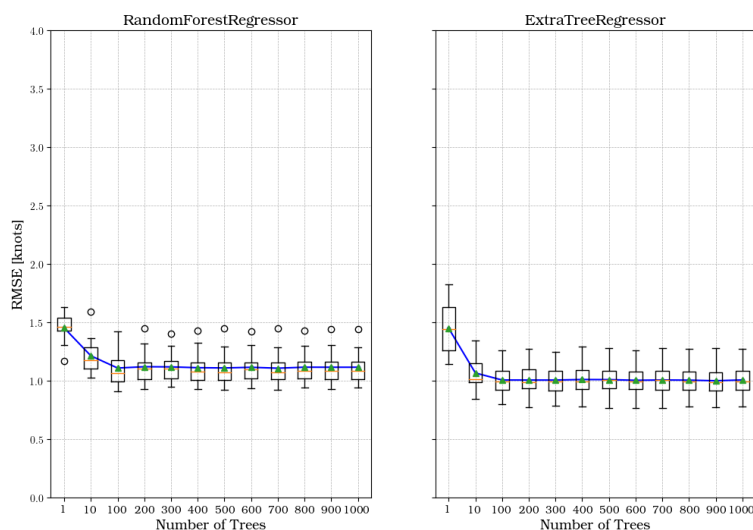 RandomForestRegressor
ExtraTreeRegressor
4.0
3.5
3.0
2.5
2.0
1.5
1.0
0.5
0.0
RMSE [knots]
1 10 100 200 300 400 500 600 700 800 900 1000
1 10 100 200 300 400 500 600 700 800 900 1000
Number of Trees
Number of Trees